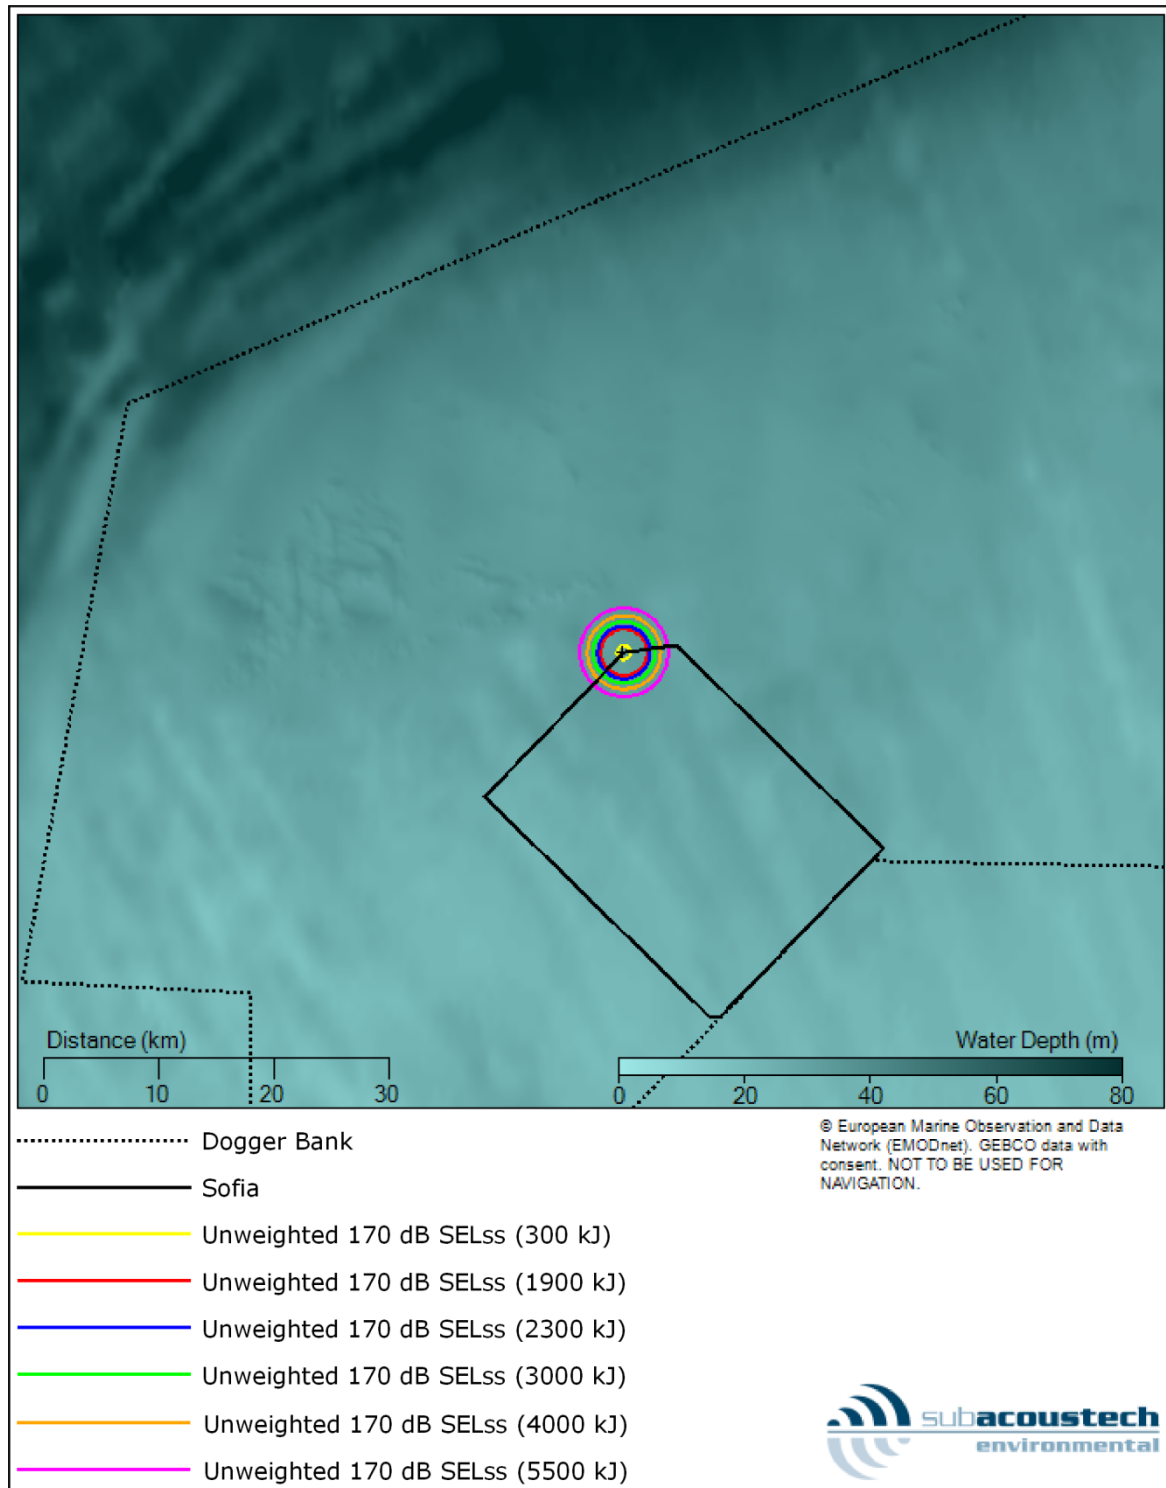 Distance (km)
0 10 20 30
Water Depth (m)
0 20 40 60 80
© European Marine Observation and Data
Network (EMODnet). GEBCO data with
consent. NOT TO BE USED FOR
NAVIGATION.
Dogger Bank
Sofia
Unweighted 170 dB SELss (300 kJ)
Unweighted 170 dB SELss (1900 kJ)
Unweighted 170 dB SELss (2300 kJ)
Unweighted 170 dB SELss (3000 kJ)
Unweighted 170 dB SELss (4000 kJ)
Unweighted 170 dB SELss (5500 kJ)
subacoustech
environmental